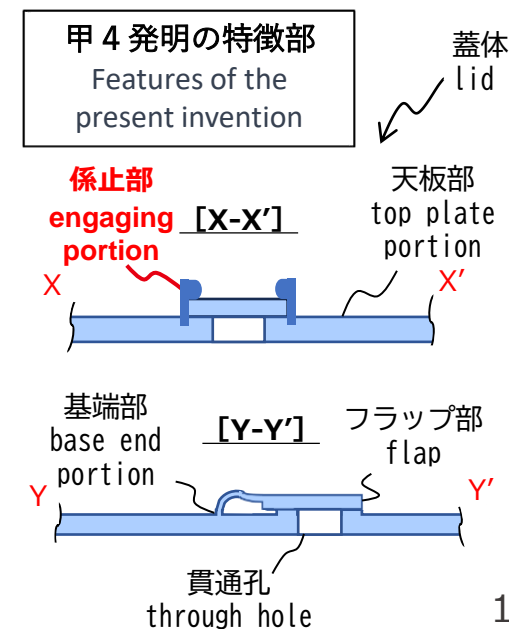 甲４発明の特徴部
Features of the
present invention
蓋体
lid
係止部
engaging
portion
[X-X′]
天板部
top plate
portion
X
X′
基端部
base end
portion
[Y-Y′]
フラップ部
flap
Y
Y′
貫通孔
through hole
1